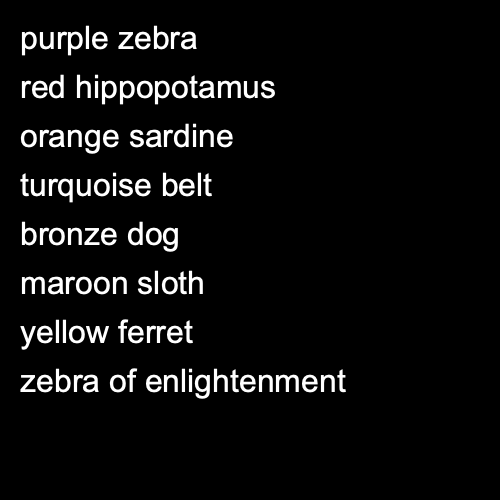 purple zebra
red hippopotamus
orange sardine
turquoise belt
bronze dog
maroon sloth
yellow ferret
zebra of enlightenment